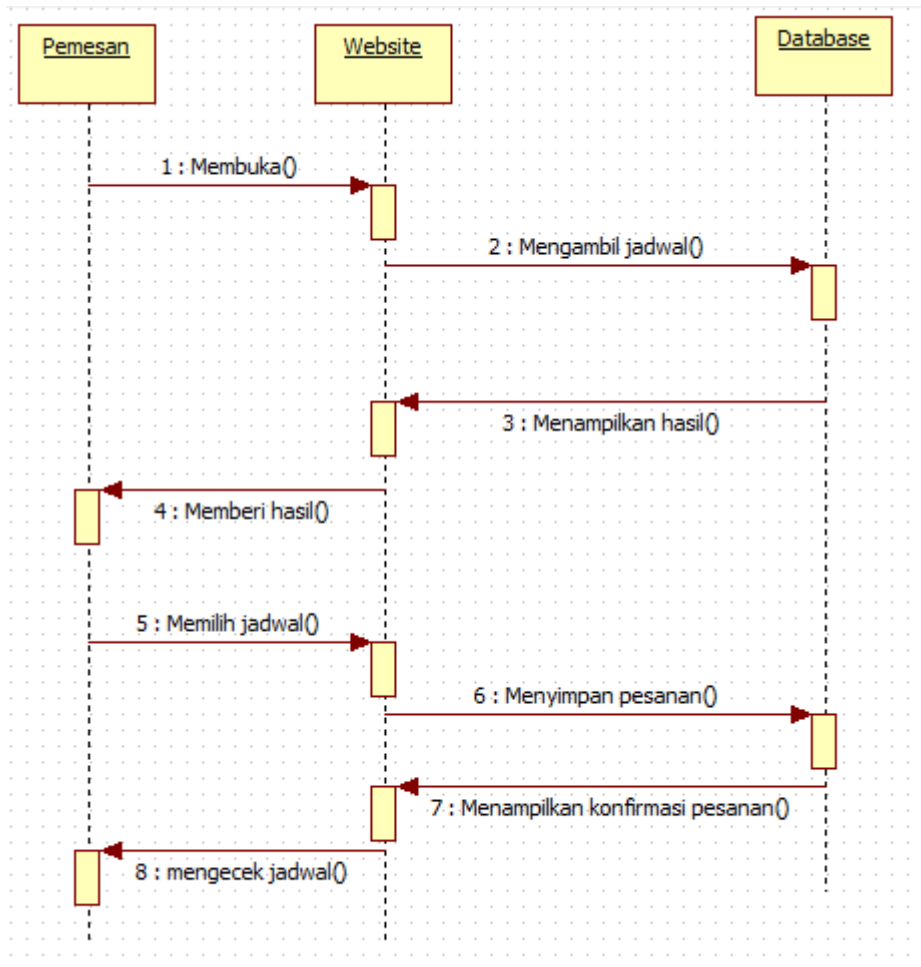 Pemesan
Website
Database
1 : Membuka()
2 : Mengambil jadwal()
3 : Menampilkan hasil()
4 : Memberi hasil()
5 : Memilih jadwal()
6 : Menyimpan pesanan()
7 : Menampilkan konfirmasi pesanan()
8 : mengecek jadwal()